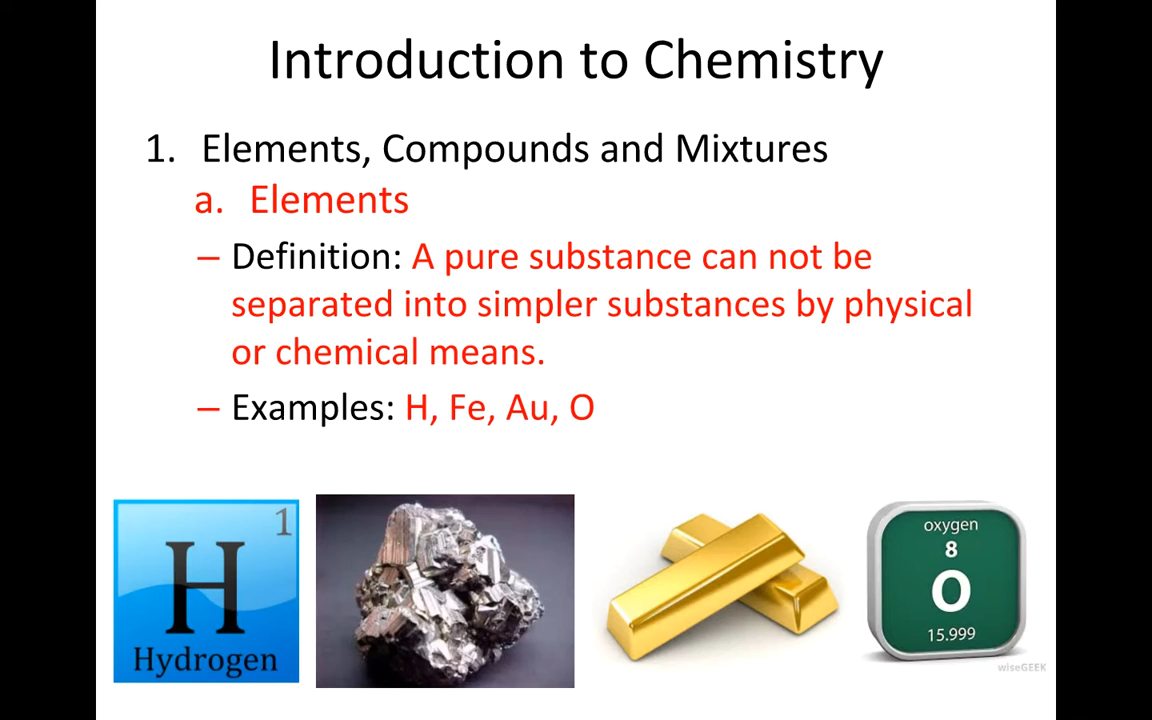 Introduction to Chemistry
1. Elements, Compounds and Mixtures
a. Elements
– Definition: A pure substance can not be
separated into simpler substances by physical
or chemical means.
– Examples: H, Fe, Au, O
1
H
Hydrogen
oxygen
8
O
15.999
wiseGEEK